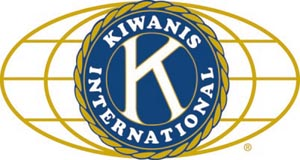 KIWANIS
K
INTERNATIONAL
®